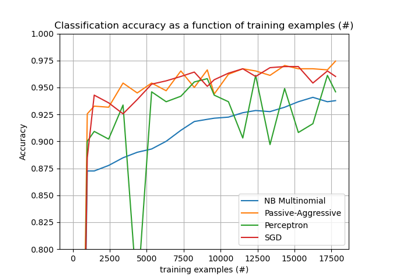 Classification accuracy as a function of training examples (#)
1.000
0.975
0.950
0.925
0.900
0.875
0.850
0.825
0.800
Accuracy
NB Multinomial
Passive-Aggressive
Perceptron
SGD
0 2500 5000 7500 10000 12500 15000 17500
training examples (#)